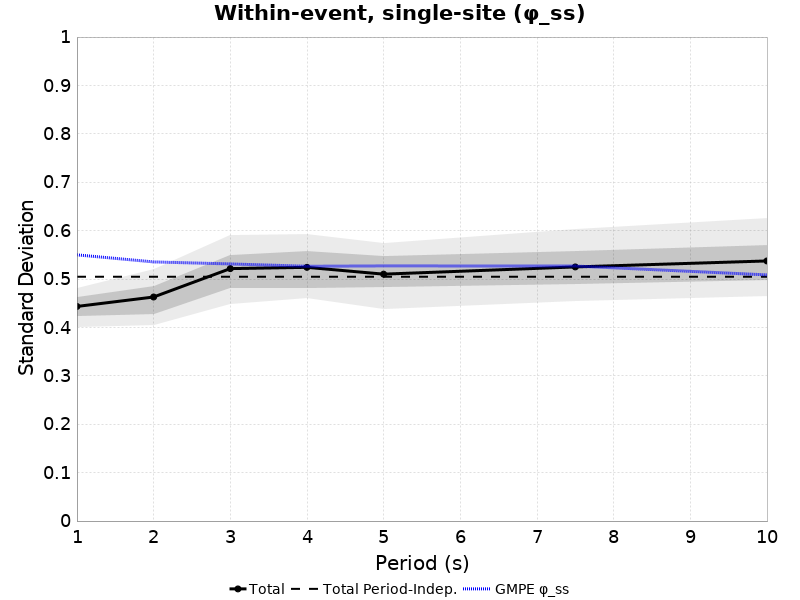 Within-event, single-site (φ_ss)
1
0.9
0.8
0.7
0.6
0.5
0.4
0.3
0.2
0.1
0
Standard Deviation
1 2 3 4 5 6 7 8 9 10
Period (s)
Total Total Period-Indep. GMPE φ_ss